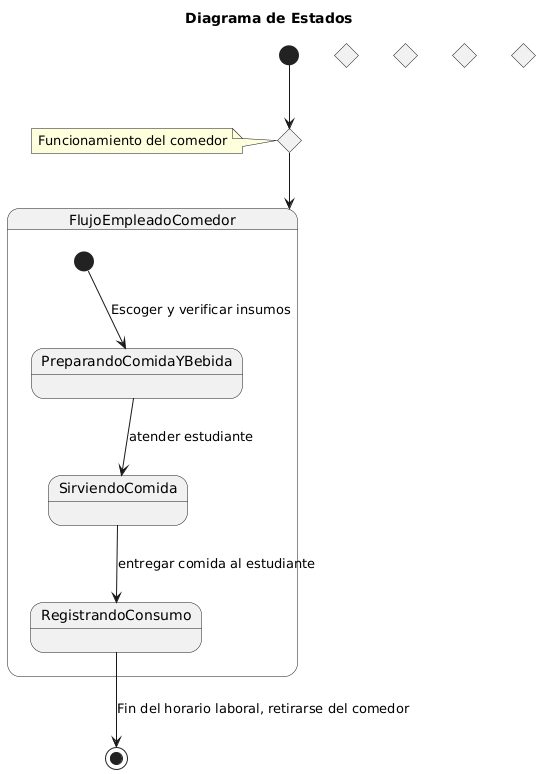 Diagrama de Estados
Funcionamiento del comedor
FlujoEmpleadoComedor
Escoger y verificar insumos
PreparandoComidaYBebida
atender estudiante
SirviendoComida
entregar comida al estudiante
RegistrandoConsumo
Fin del horario laboral, retirarse del comedor